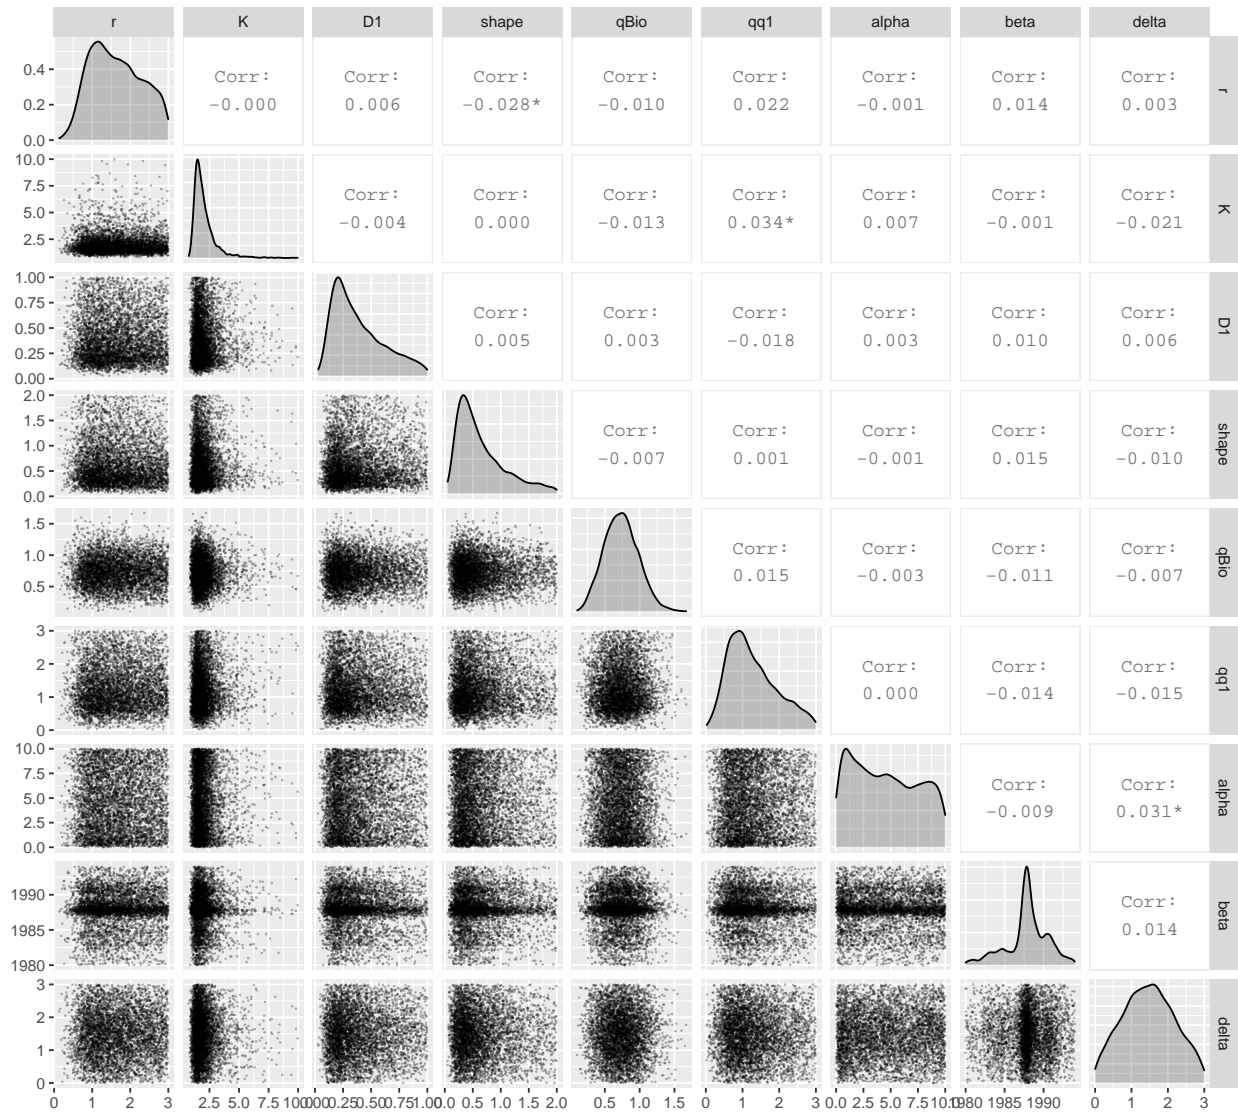 r K D1 shape qBio qq1 alpha beta delta
Corr: Corr: Corr: Corr: Corr: Corr: Corr: Corr:
-0.000 0.006 -0.028* -0.010 0.022 -0.001 0.014 0.003
0.4
0.2
0.0
r
Corr: Corr: Corr: Corr: Corr: Corr: Corr:
-0.004 0.000 -0.013 0.034* 0.007 -0.001 -0.021
10.0
7.5
5.0
2.5
K
Corr: Corr: Corr: Corr: Corr: Corr:
0.005 0.003 -0.018 0.003 0.010 0.006
1.00
0.75
0.50
0.25
0.00
D1
Corr: Corr: Corr: Corr: Corr:
-0.007 0.001 -0.001 0.015 -0.010
2.0
1.5
1.0
0.5
0.0
shape
Corr: Corr: Corr: Corr:
0.015 -0.003 -0.011 -0.007
1.5
1.0
0.5
qBio
Corr: Corr: Corr:
0.000 -0.014 -0.015
3
2
1
0
qq1
Corr: Corr:
-0.009 0.031*
10.0
7.5
5.0
2.5
0.0
alpha
Corr:
0.014
1990
1985
1980
beta
3
2
1
0
delta
0 1 2 3 2.5 5.0 7.5 10.0 0.00 0.25 0.50 0.75 1.00 0.0 0.5 1.0 1.5 2.0 0.5 1.0 1.5 0 1 2 3 0.0 2.5 5.0 7.5 10.0 1980 1985 1990 0 1 2 3